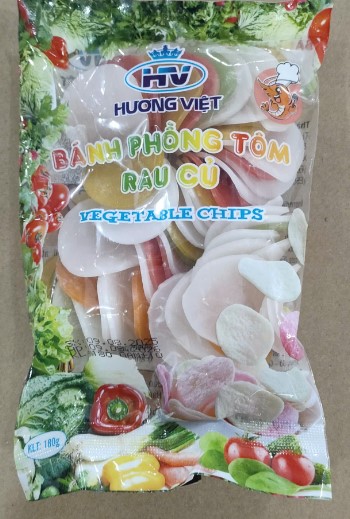 HTV
HƯƠNG VIỆT
BÁNH PHỒNG TÔM
RAU CỦ
VEGETABLE CHIPS
KLT: 180g